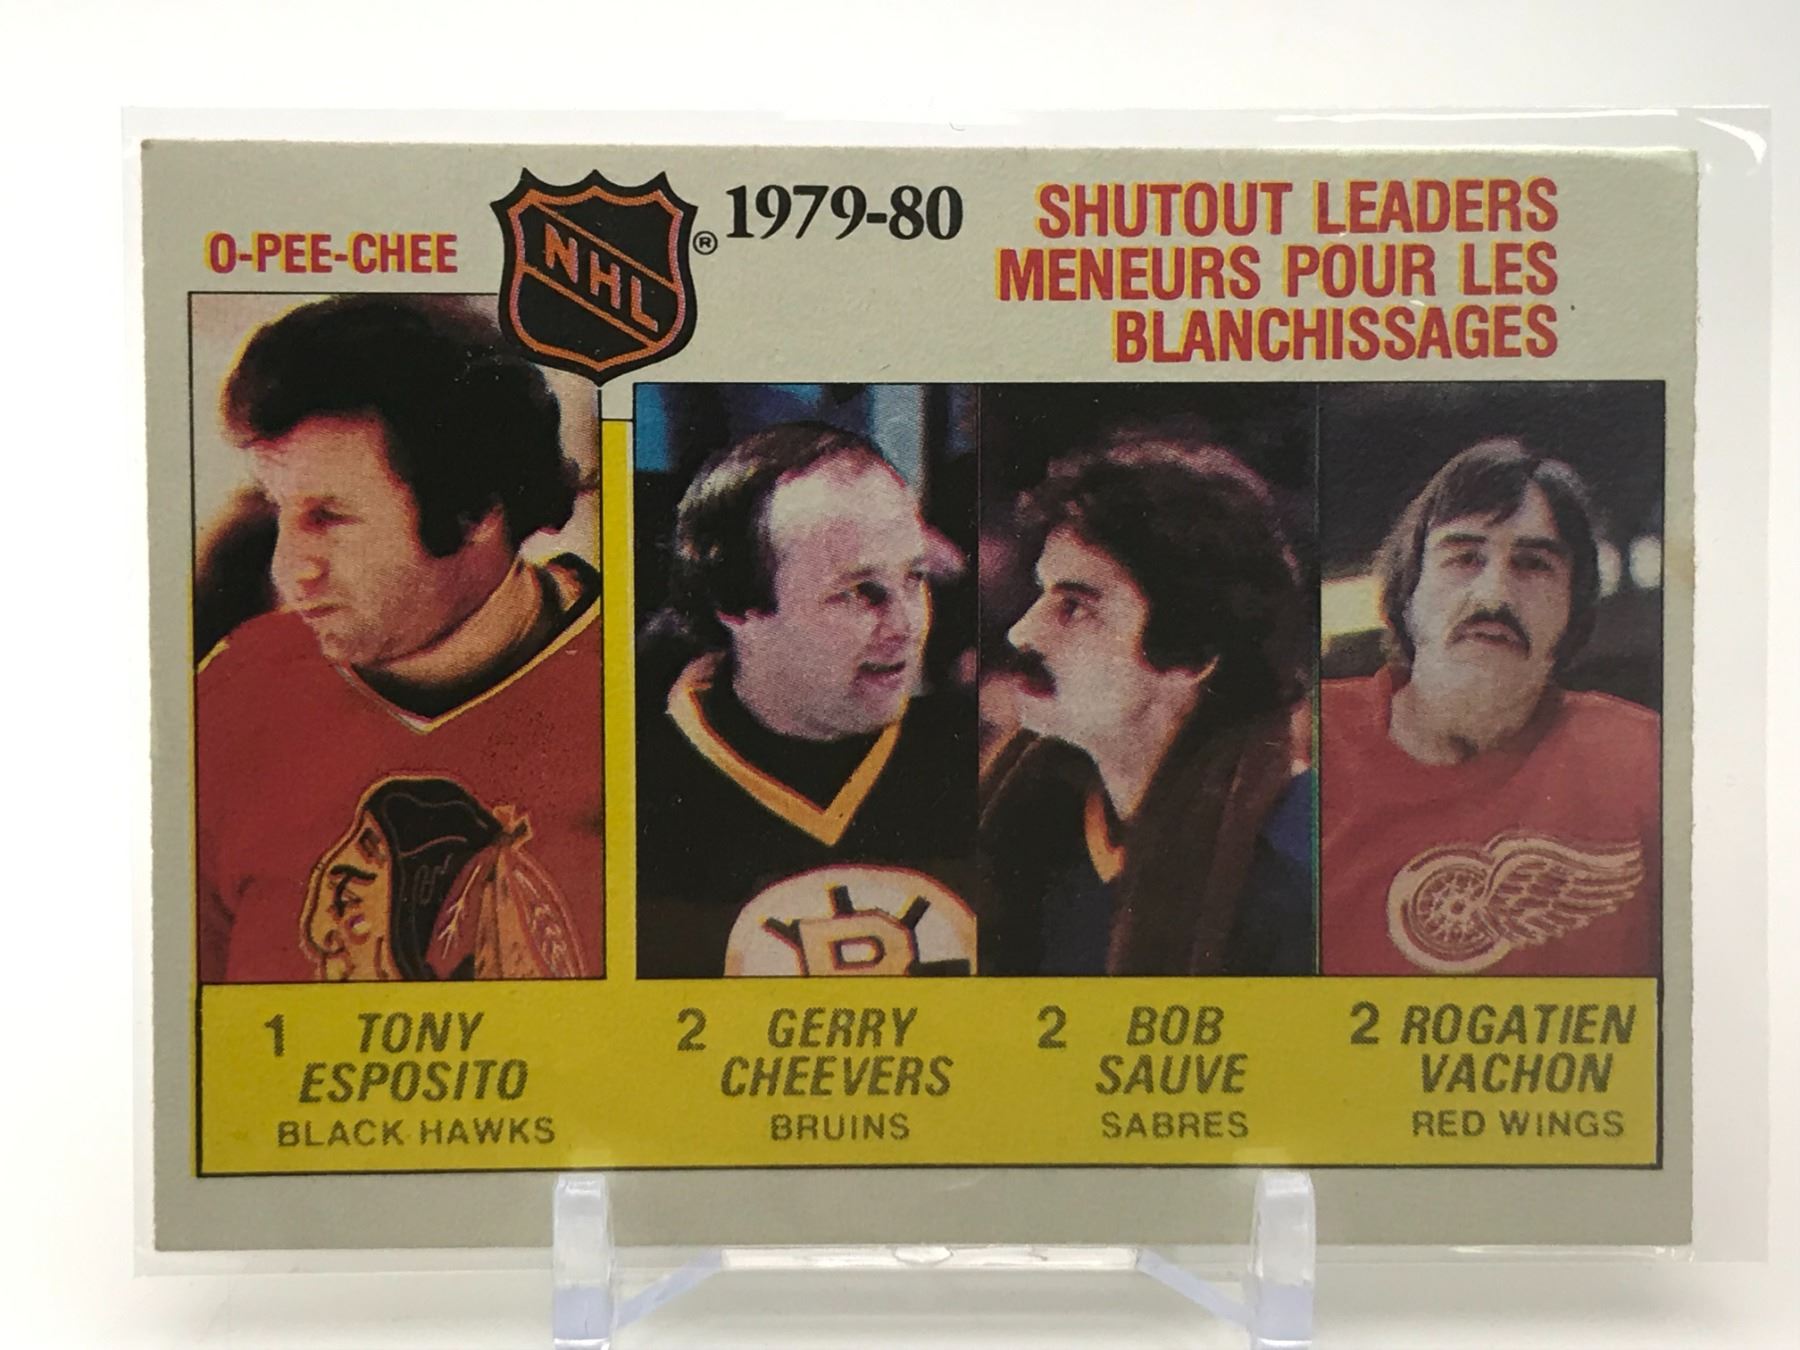 O-PEE-CHEE
NHL
®
1979-80
SHUTOUT LEADERS
MENEURS POUR LES
BLANCHISSAGES
B
1 TONY
ESPOSITO
BLACK HAWKS
2 GERRY
CHEEVERS
BRUINS
2 BOB
SAUVE
SABRES
2 ROGATIEN
VACHON
RED WINGS